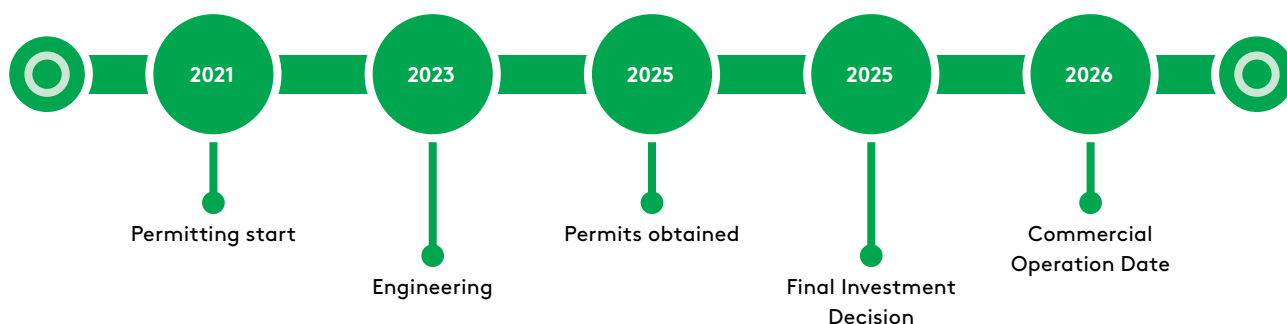 2021
2023
2025
2025
2026
Permitting start
Engineering
Permits obtained
Final Investment
Decision
Commercial
Operation Date